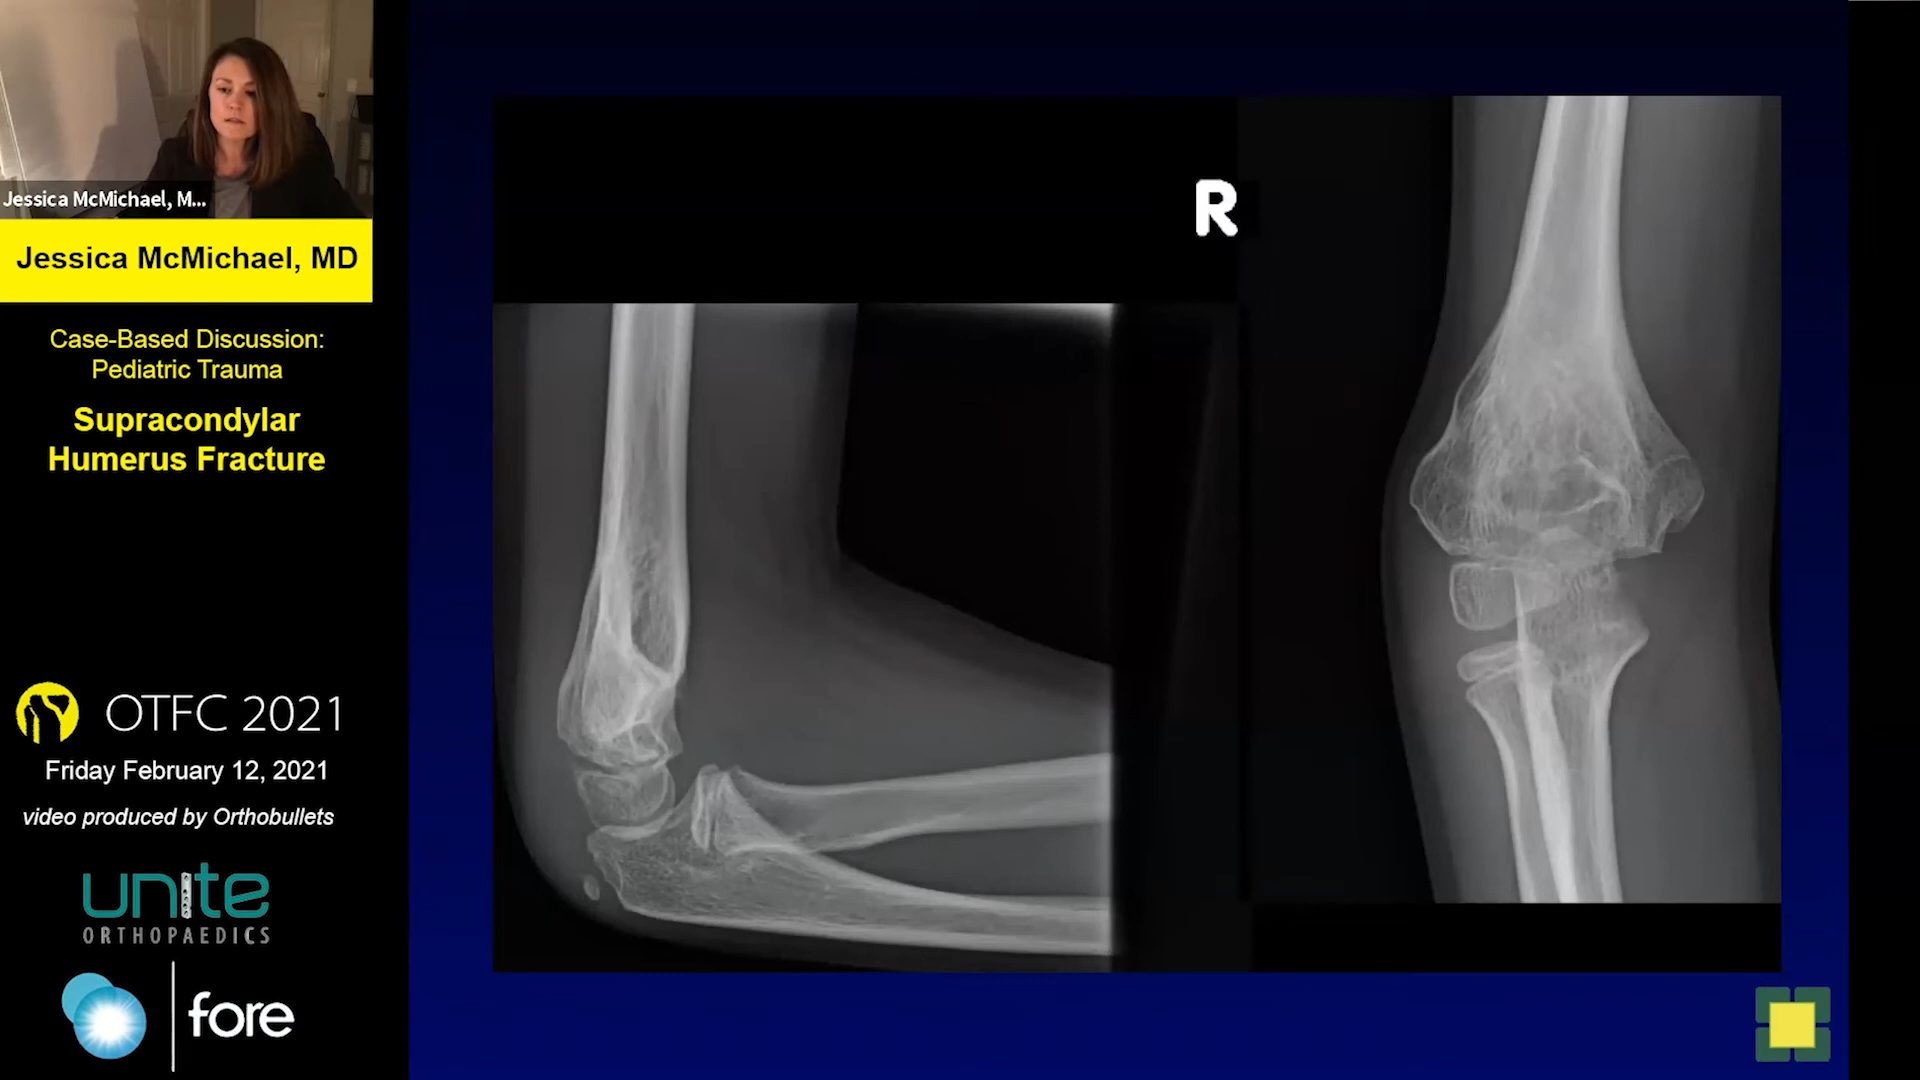 Jessica McMichael, M...
Jessica McMichael, MD
Case-Based Discussion:
Pediatric Trauma
Supracondylar
Humerus Fracture
OTFC 2021
Friday February 12, 2021
video produced by Orthobullets
unite
ORTHOPAEDICS
fore
R